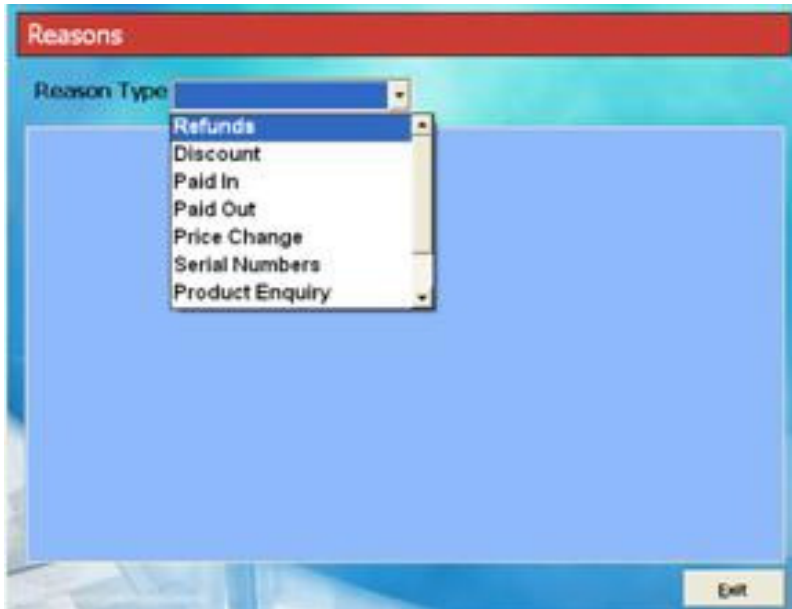 Reasons
Reason Type
Refunds
Discount
Paid In
Paid Out
Price Change
Serial Numbers
Product Enquiry
Exit